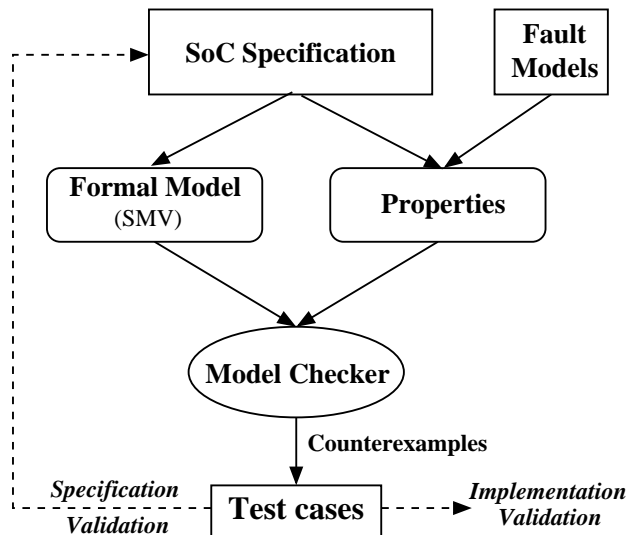 SoC Specification
Fault
Models
Formal Model
(SMV)
Properties
Model Checker
Counterexamples
Specification
Validation
Test cases
Implementation
Validation